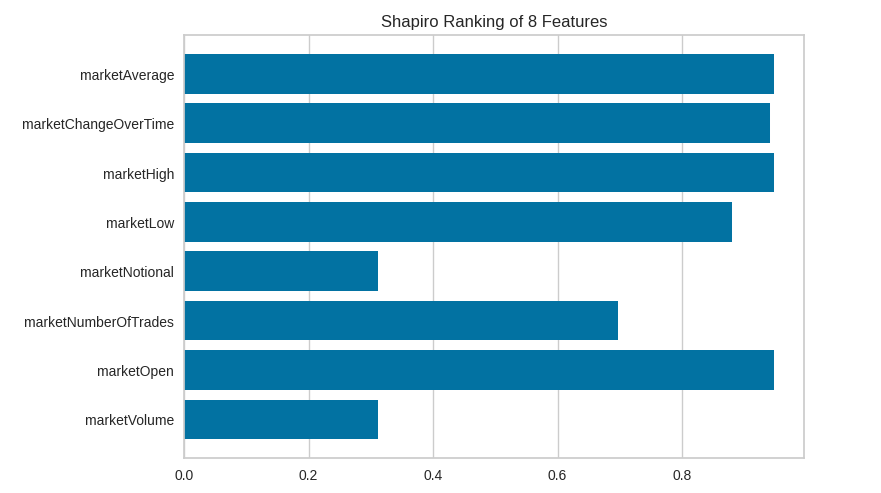 Shapiro Ranking of 8 Features
marketAverage
marketChangeOverTime
marketHigh
marketLow
marketNotional
marketNumberOfTrades
marketOpen
marketVolume
0.0 0.2 0.4 0.6 0.8